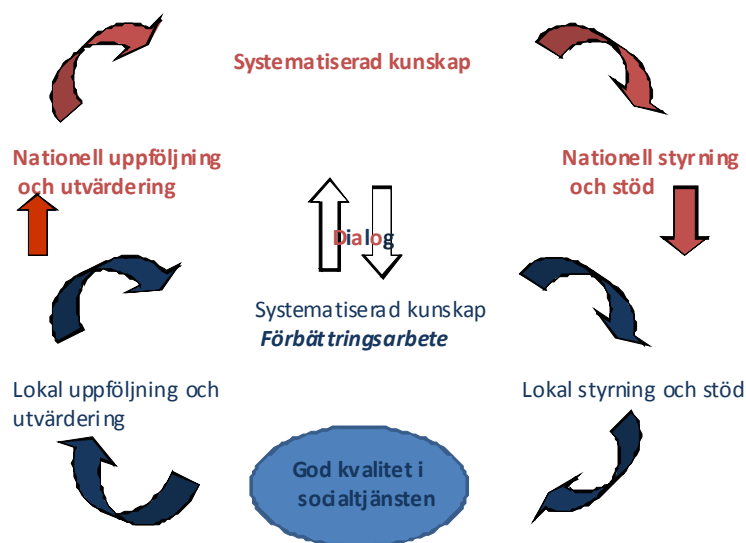 Systematiserad kunskap
Nationell uppföljning
och utvärdering
Nationell styrning
och stöd
Dialog
Systematiserad kunskap
Förbättringsarbete
Lokal uppföljning och
utvärdering
Lokal styrning och stöd
God kvalitet i
socialtjänsten